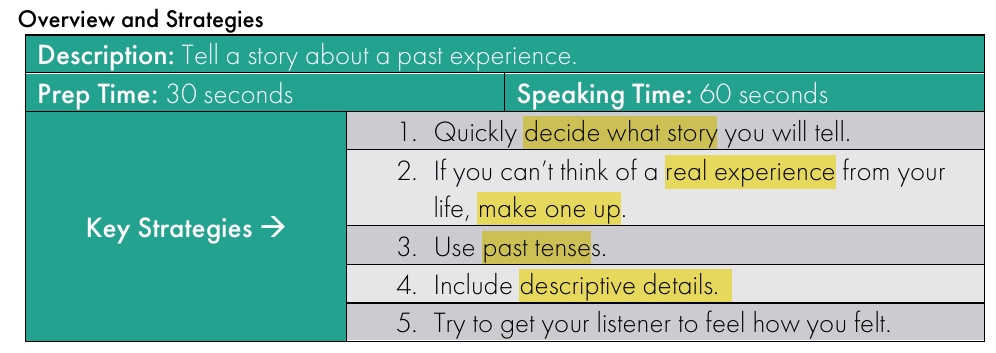 Overview and Strategies
Description: Tell a story about a past experience.
Prep Time: 30 seconds
Speaking Time: 60 seconds
Key Strategies →
1. Quickly decide what story you will tell.
2. If you can't think of a real experience from your
life, make one up.
3. Use past tenses.
4. Include descriptive details.
5. Try to get your listener to feel how you felt.